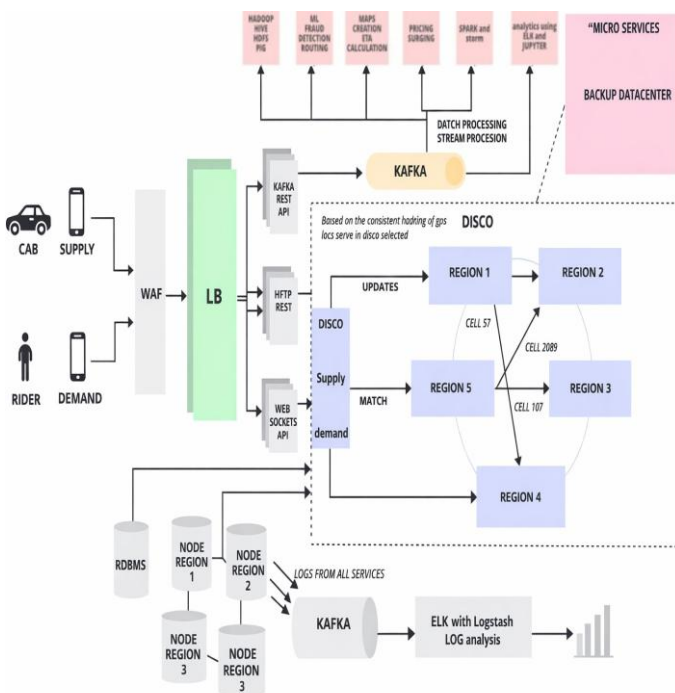 HADOOP
HIVE
HDFS
PIG
ML
FRAUD
DETECTION
ROUTING
MAPS
CREATION
ETA
CALCULATION
PRICING
SURGING
SPARK and
storm
analytics using
ELK and
JUPYTER
“MICRO SERVICES
BACKUP DATACENTER
DATCH PROCESSING
STREAM PROCESION
KAFKA
KAFKA
REST
API
CAB
SUPPLY
WAF
LB
RIDER
DEMAND
HFTP
REST
WEB
SOCKETS
API
Based on the consistent hadking of gps
locs serve in disco selected
DISCO
UPDATES
REGION 1
REGION 2
CELL 57
CELL 2089
DISCO
Supply
demand
MATCH
REGION 5
REGION 3
CELL 107
REGION 4
RDBMS
NODE
REGION
1
NODE
REGION
2
NODE
REGION
3
NODE
REGION
3
LOGS FROM ALL SERVICES
KAFKA
ELK with Logstash
LOG analysis